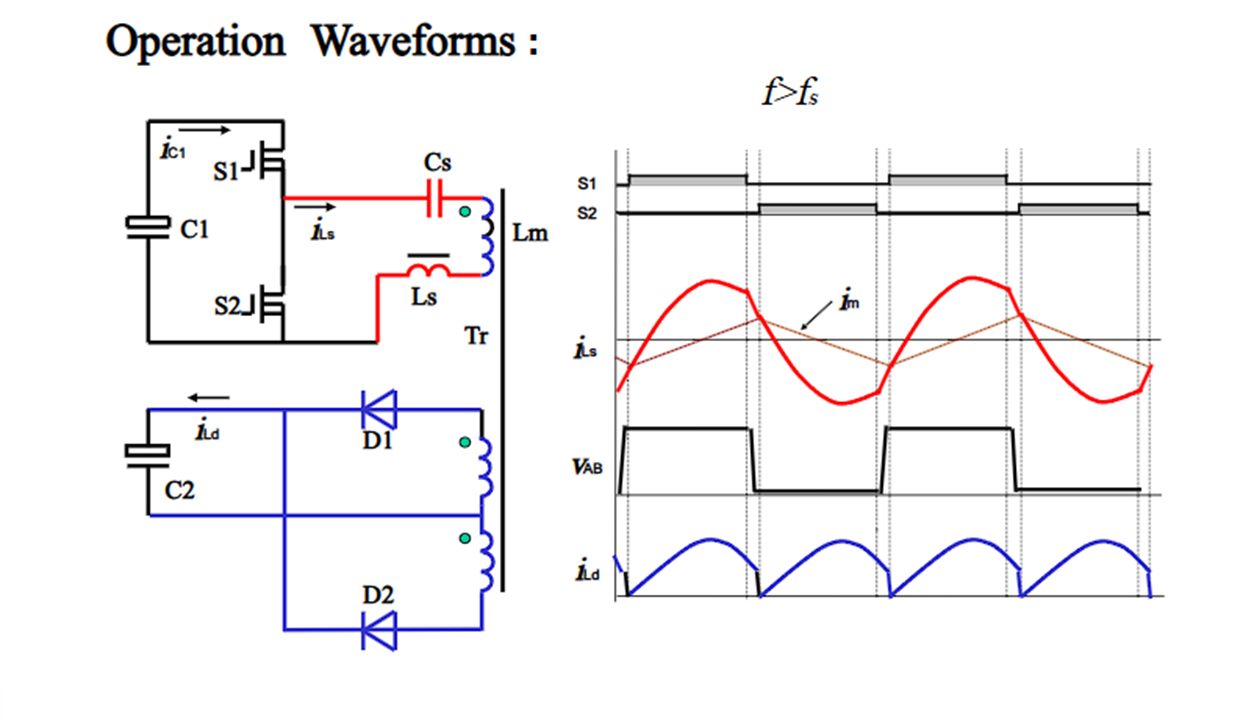 Operation Waveforms :
f>fs
iC1
S1
Cs
C1
iLs
Lm
S2
Ls
Tr
iLd
D1
C2
D2
S1
S2
im
iLs
VAB
iLd